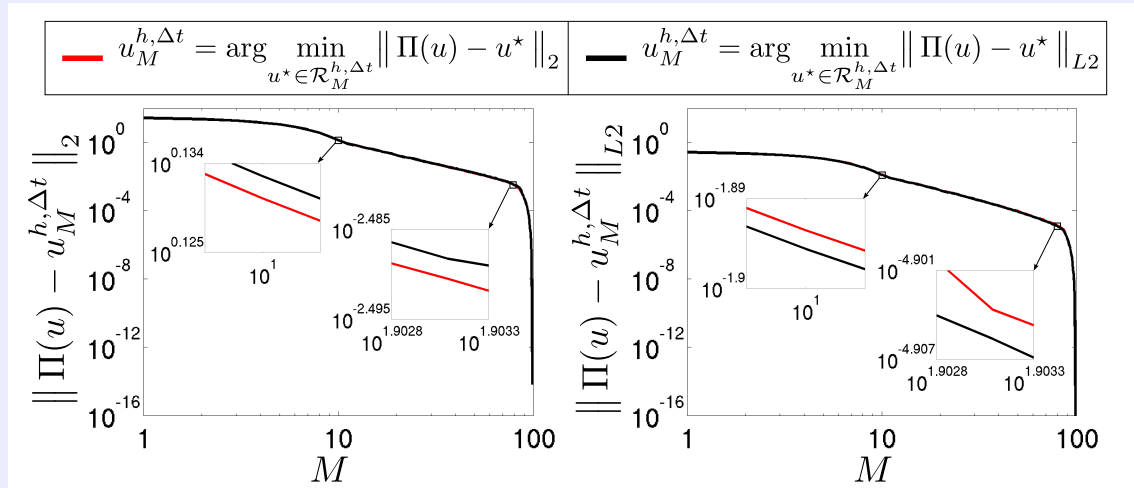 u_M^{h,Δt} = arg min_{u^⋆∈ℛ_M^{h,Δt}} ‖ Π(u) − u^⋆ ‖_2
u_M^{h,Δt} = arg min_{u^⋆∈ℛ_M^{h,Δt}} ‖ Π(u) − u^⋆ ‖_{L2}
‖ Π(u) − u_M^{h,Δt} ‖_2
10^0
10^-4
10^-8
10^-12
10^-16
10^0.134
10^0.125
10^1
10^-2.485
10^-2.495
10^1.9028 10^1.9033
1 10 100
M
‖ Π(u) − u_M^{h,Δt} ‖_{L2}
10^0
10^-4
10^-8
10^-12
10^-16
10^-1.89
10^-1.9
10^1
10^-4.901
10^-4.907
10^1.9028 10^1.9033
1 10 100
M